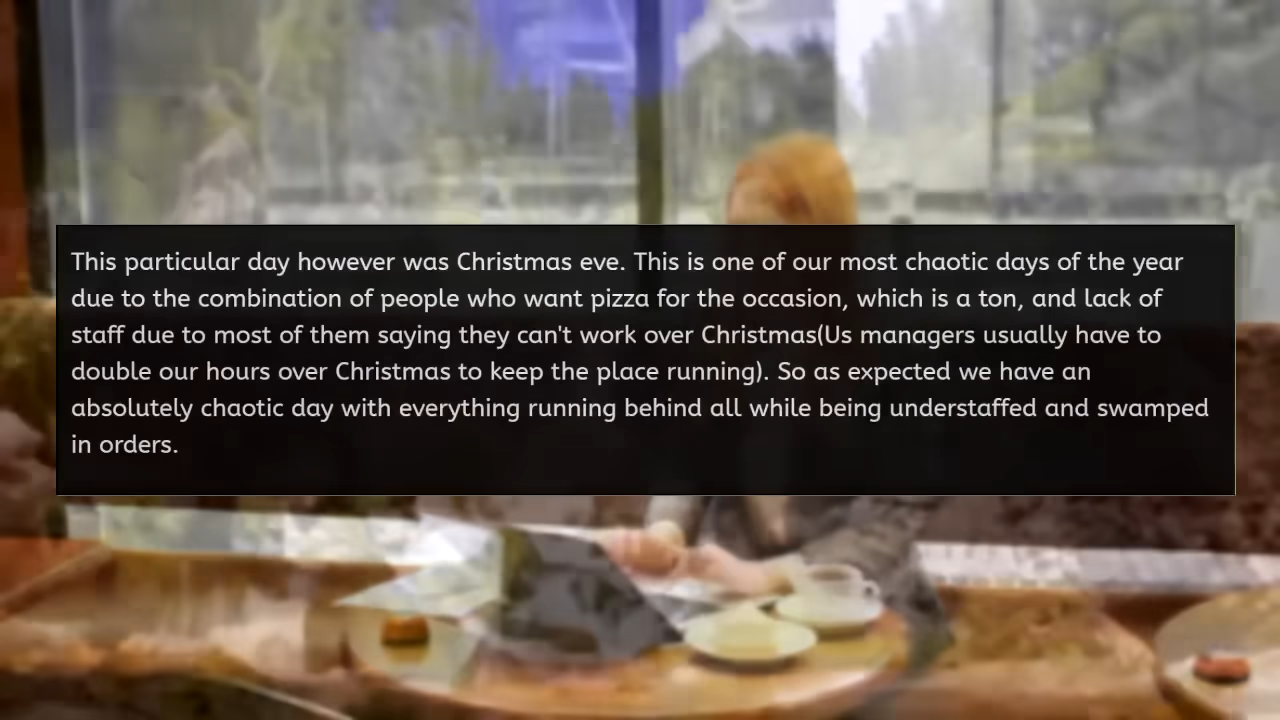 This particular day however was Christmas eve. This is one of our most chaotic days of the year
due to the combination of people who want pizza for the occasion, which is a ton, and lack of
staff due to most of them saying they can't work over Christmas(Us managers usually have to
double our hours over Christmas to keep the place running). So as expected we have an
absolutely chaotic day with everything running behind all while being understaffed and swamped
in orders.